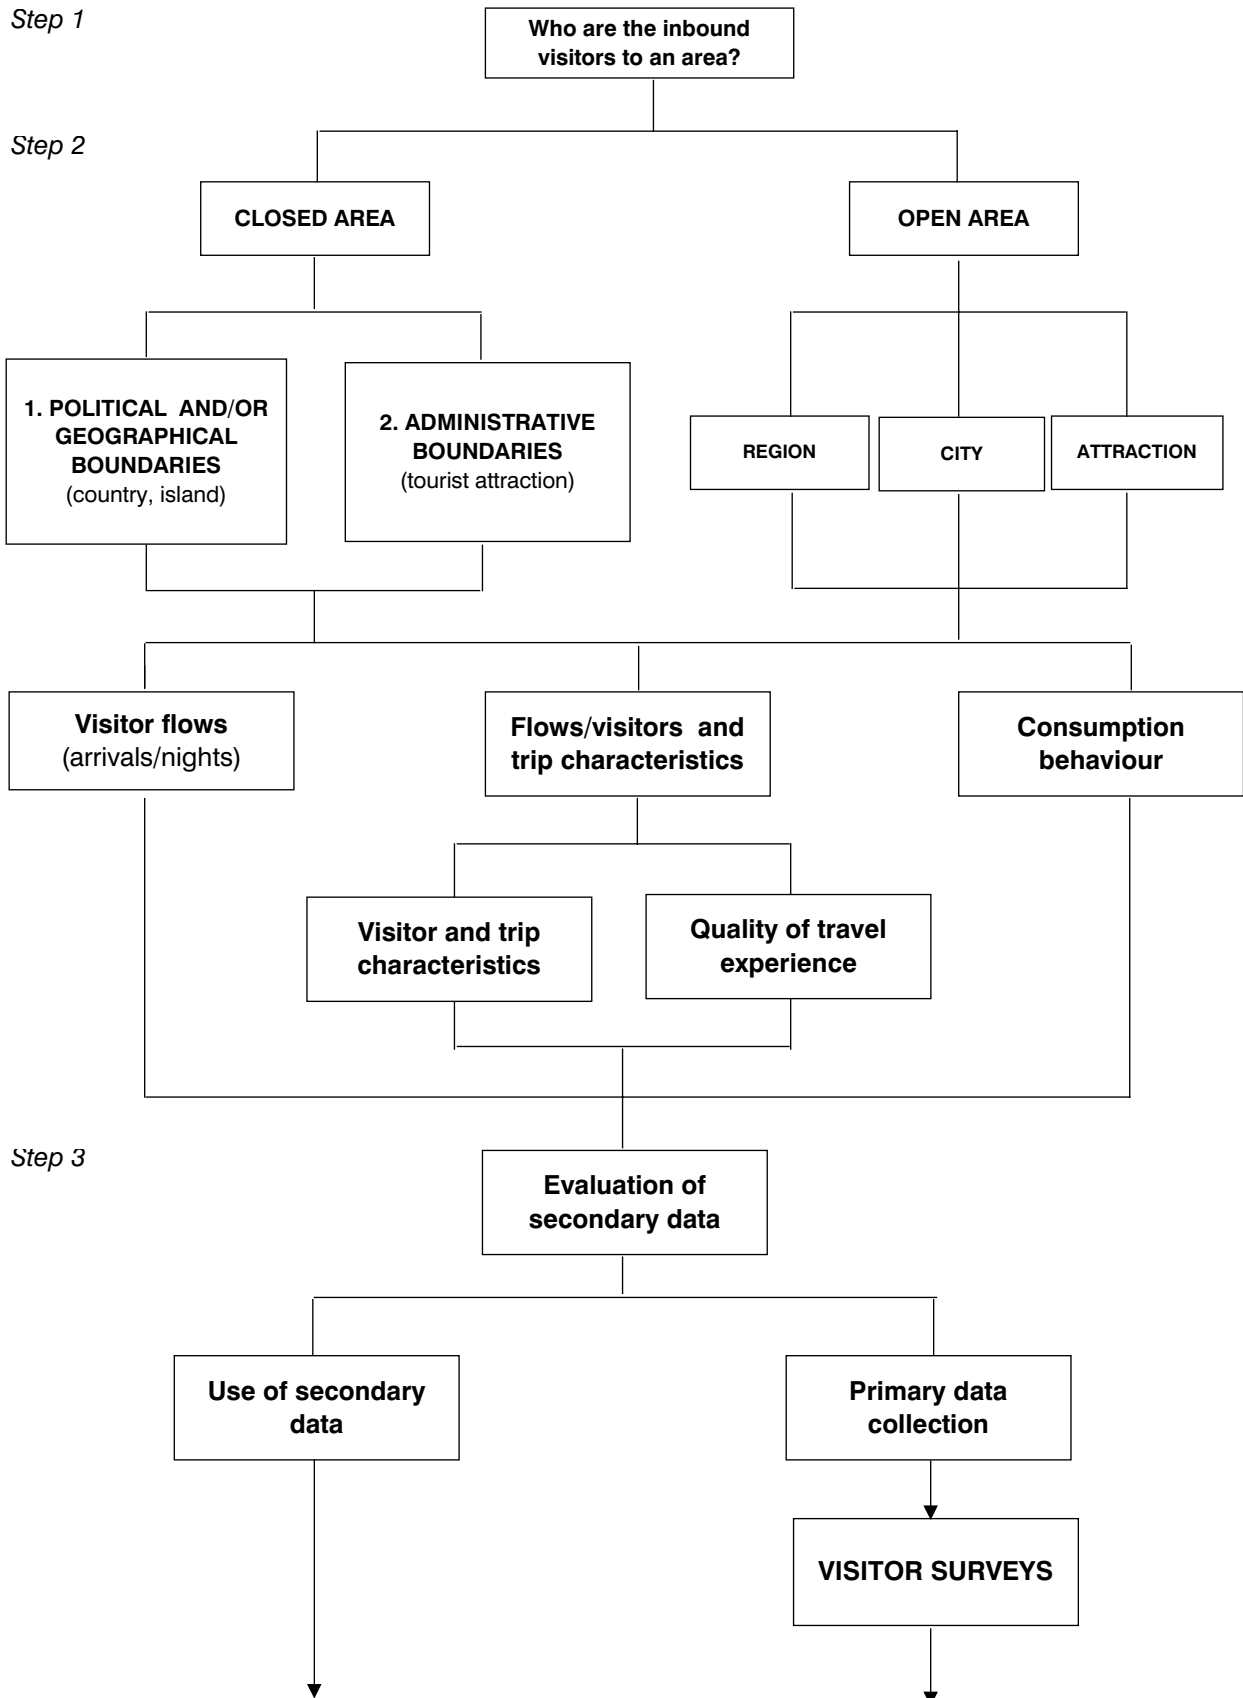 Step 1
Who are the inbound
visitors to an area?
Step 2
CLOSED AREA
OPEN AREA
1. POLITICAL AND/OR
GEOGRAPHICAL
BOUNDARIES
(country, island)
2. ADMINISTRATIVE
BOUNDARIES
(tourist attraction)
REGION
CITY
ATTRACTION
Visitor flows
(arrivals/nights)
Flows/visitors and
trip characteristics
Consumption
behaviour
Visitor and trip
characteristics
Quality of travel
experience
Step 3
Evaluation of
secondary data
Use of secondary
data
Primary data
collection
VISITOR SURVEYS